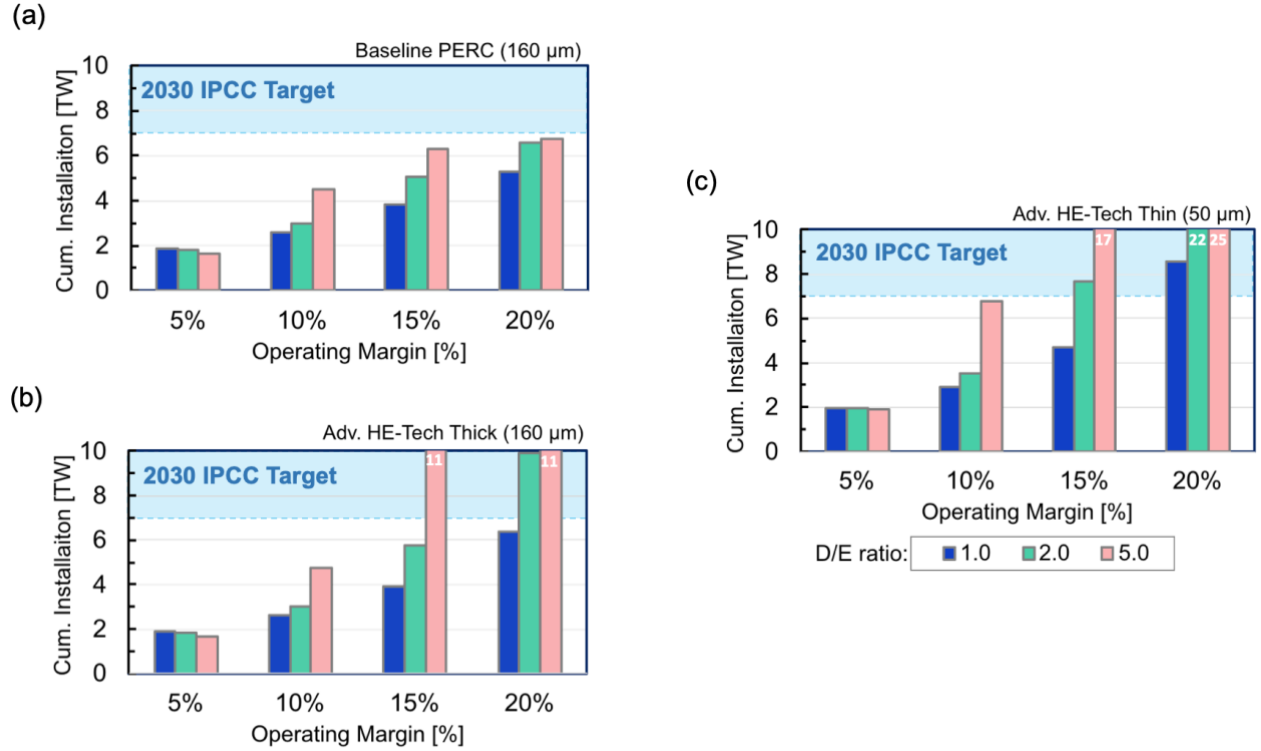 (a)
Baseline PERC (160 µm)
Cum. Installaiton [TW]
10
8
6
4
2
0
2030 IPCC Target
5%
10%
15%
20%
Operating Margin [%]
(b)
Adv. HE-Tech Thick (160 µm)
Cum. Installaiton [TW]
10
8
6
4
2
0
2030 IPCC Target
11
11
5%
10%
15%
20%
Operating Margin [%]
(c)
Adv. HE-Tech Thin (50 µm)
Cum. Installaiton [TW]
10
8
6
4
2
0
2030 IPCC Target
17
22
25
5%
10%
15%
20%
Operating Margin [%]
D/E ratio: 1.0 2.0 5.0